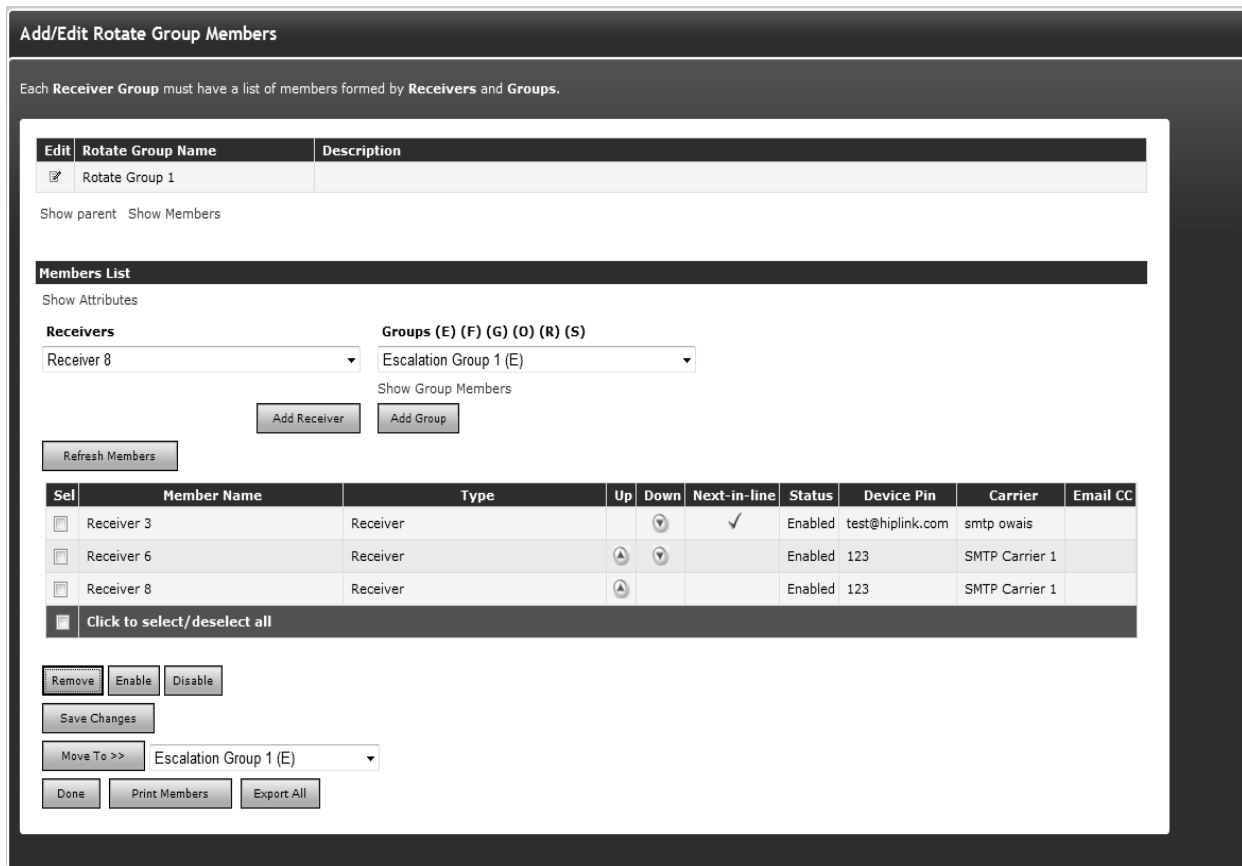 Add/Edit Rotate Group Members
Each Receiver Group must have a list of members formed by Receivers and Groups.
Edit Rotate Group Name Description
Rotate Group 1
Show parent Show Members
Members List
Show Attributes
Receivers Groups (E) (F) (G) (O) (R) (S)
Receiver 8 Escalation Group 1 (E)
Show Group Members
Add Receiver Add Group
Refresh Members
Sel Member Name Type Up Down Next-in-line Status Device Pin Carrier Email CC
Receiver 3 Receiver Enabled test@hiplink.com smtp owais
Receiver 6 Receiver Enabled 123 SMTP Carrier 1
Receiver 8 Receiver Enabled 123 SMTP Carrier 1
Click to select/deselect all
Remove Enable Disable
Save Changes
Move To >> Escalation Group 1 (E)
Done Print Members Export All